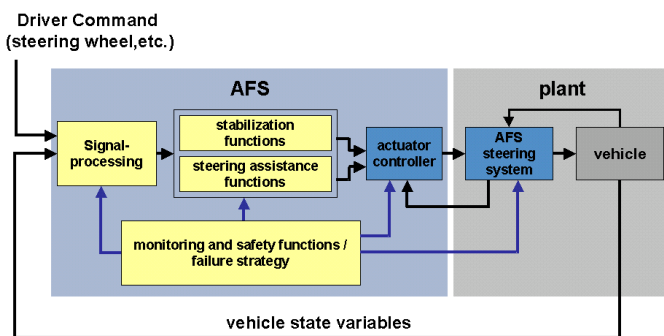 Driver Command
(steering wheel,etc.)
AFS
plant
Signal-
processing
stabilization
functions
steering assistance
functions
actuator
controller
AFS
steering
system
vehicle
monitoring and safety functions /
failure strategy
vehicle state variables